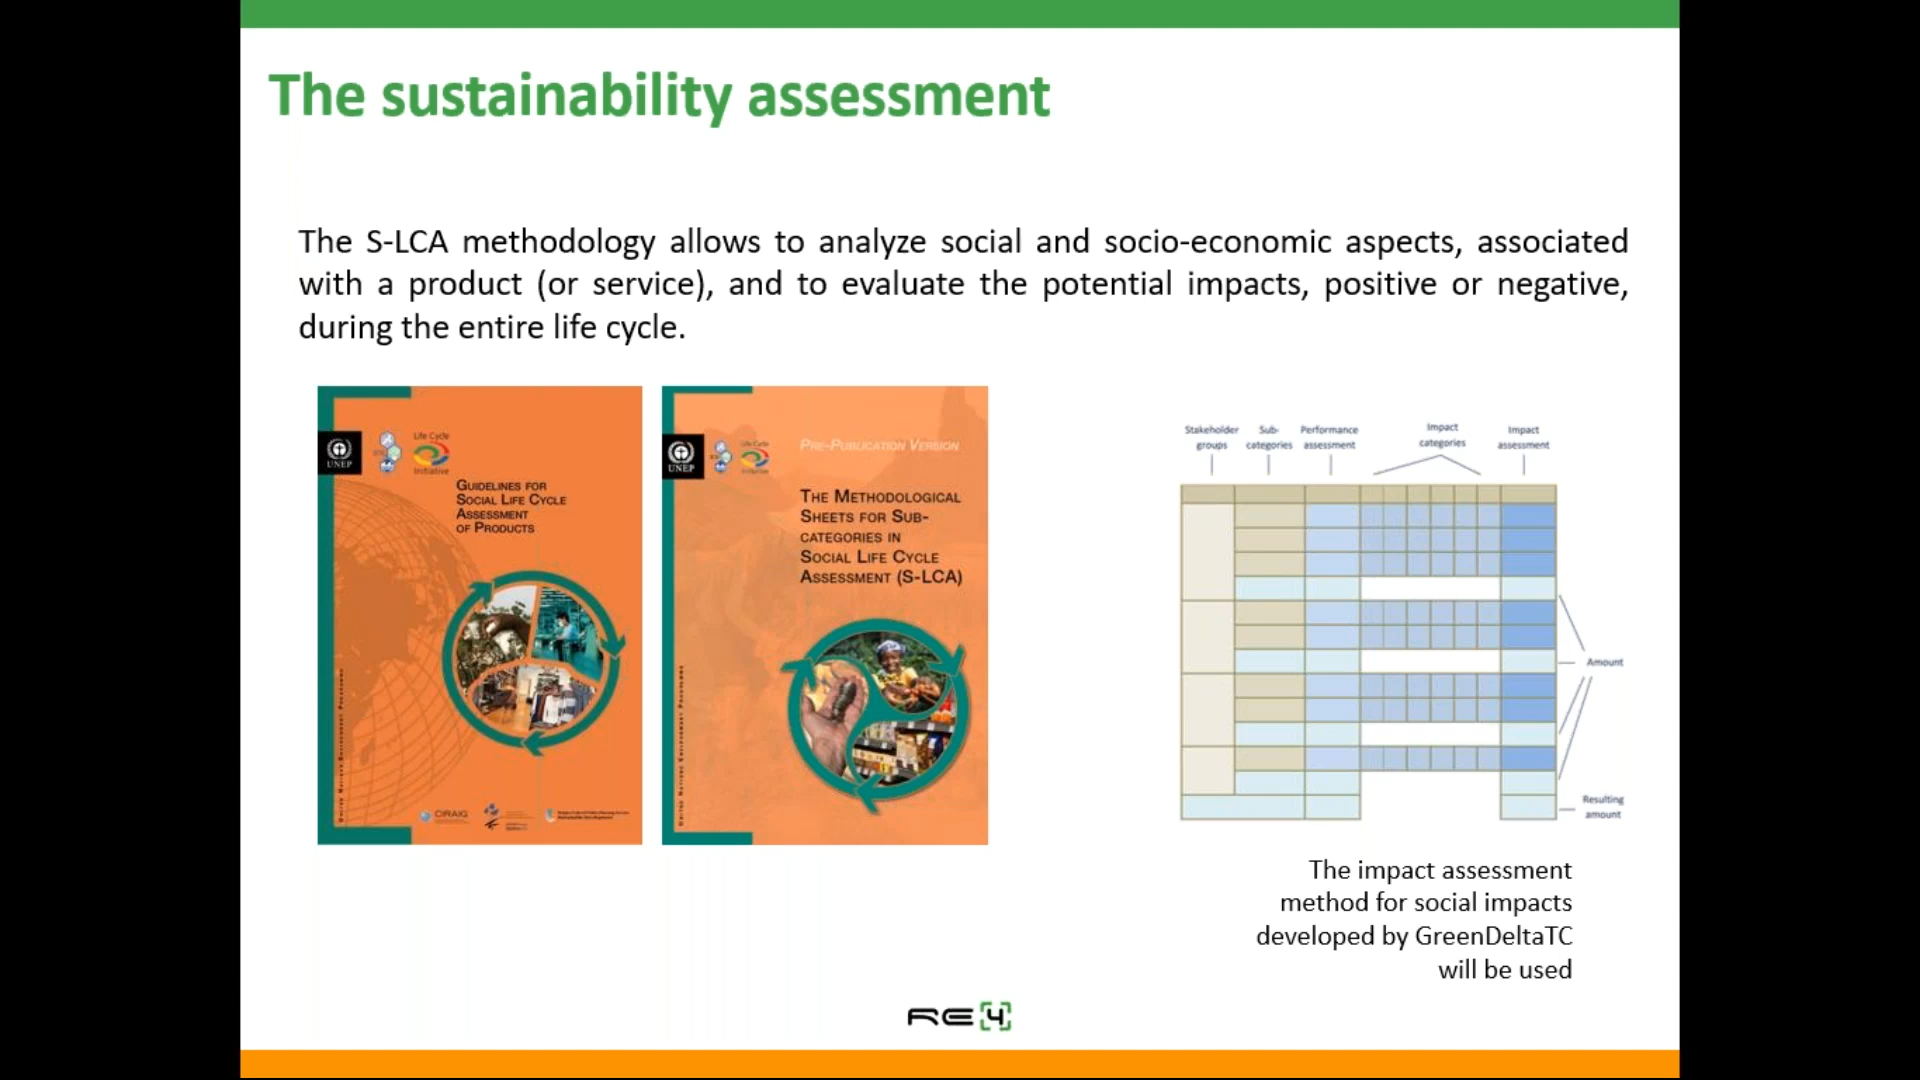 The sustainability assessment
The S-LCA methodology allows to analyze social and socio-economic aspects, associated
with a product (or service), and to evaluate the potential impacts, positive or negative,
during the entire life cycle.
UNEP
Life Cycle
Initiative
GUIDELINES FOR
SOCIAL LIFE CYCLE
ASSESSMENT
OF PRODUCTS
United Nations Environment Programme
CIRAIG
UNEP
Life Cycle
Initiative
PRE-PUBLICATION VERSION
THE METHODOLOGICAL
SHEETS FOR SUB-
CATEGORIES IN
SOCIAL LIFE CYCLE
ASSESSMENT (S-LCA)
United Nations Environment Programme
Stakeholder
groups
Sub-
categories
Performance
assessment
Impact
categories
Impact
assessment
Amount
Resulting
amount
The impact assessment
method for social impacts
developed by GreenDeltaTC
will be used
RE4